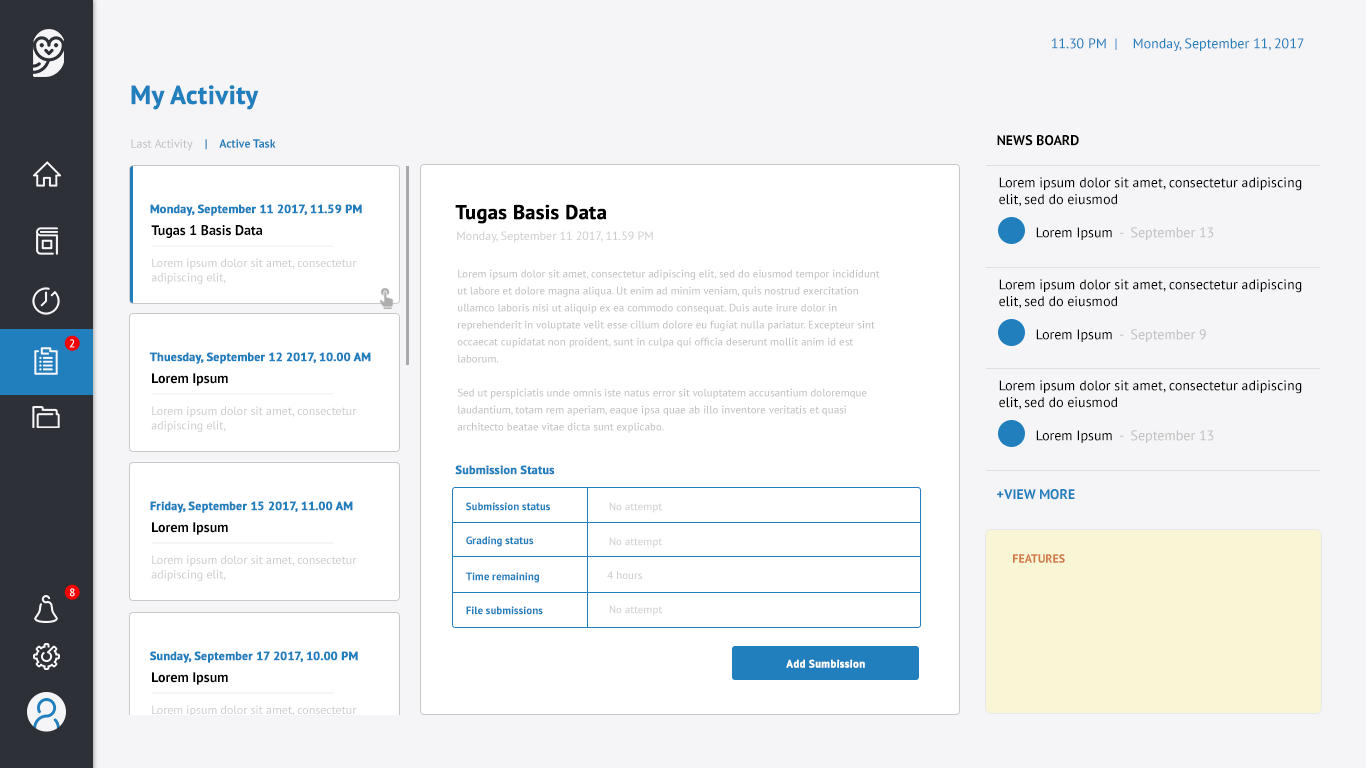 11.30 PM | Monday, September 11, 2017
My Activity
Last Activity | Active Task
Monday, September 11 2017, 11.59 PM
Tugas 1 Basis Data
Lorem ipsum dolor sit amet, consectetur
adipiscing elit,
2
Thuesday, September 12 2017, 10.00 AM
Lorem Ipsum
Lorem ipsum dolor sit amet, consectetur
adipiscing elit,
Friday, September 15 2017, 11.00 AM
Lorem Ipsum
Lorem ipsum dolor sit amet, consectetur
adipiscing elit,
8
Sunday, September 17 2017, 10.00 PM
Lorem Ipsum
Lorem ipsum dolor sit amet, consectetur
Tugas Basis Data
Monday, September 11 2017, 11.59 PM
Lorem ipsum dolor sit amet, consectetur adipiscing elit, sed do eiusmod tempor incididunt
ut labore et dolore magna aliqua. Ut enim ad minim veniam, quis nostrud exercitation
ullamco laboris nisi ut aliquip ex ea commodo consequat. Duis aute irure dolor in
reprehenderit in voluptate velit esse cillum dolore eu fugiat nulla pariatur. Excepteur sint
occaecat cupidatat non proident, sunt in culpa qui officia deserunt mollit anim id est
laborum.
Sed ut perspiciatis unde omnis iste natus error sit voluptatem accusantium doloremque
laudantium, totam rem aperiam, eaque ipsa quae ab illo inventore veritatis et quasi
architecto beatae vitae dicta sunt explicabo.
Submission Status
Submission status No attempt
Grading status No attempt
Time remaining 4 hours
File submissions No attempt
Add Sumbission
NEWS BOARD
Lorem ipsum dolor sit amet, consectetur adipiscing
elit, sed do eiusmod
Lorem Ipsum - September 13
Lorem ipsum dolor sit amet, consectetur adipiscing
elit, sed do eiusmod
Lorem Ipsum - September 9
Lorem ipsum dolor sit amet, consectetur adipiscing
elit, sed do eiusmod
Lorem Ipsum - September 13
+VIEW MORE
FEATURES